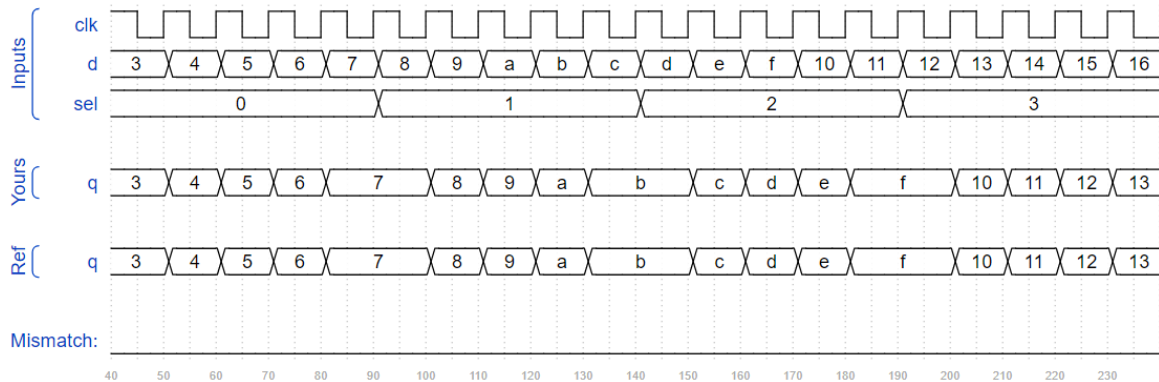 Inputs
clk
d 3 4 5 6 7 8 9 a b c d e f 10 11 12 13 14 15 16
sel 0 1 2 3
Yours
q 3 4 5 6 7 8 9 a b c d e f 10 11 12 13
Ref
q 3 4 5 6 7 8 9 a b c d e f 10 11 12 13
Mismatch:
40 50 60 70 80 90 100 110 120 130 140 150 160 170 180 190 200 210 220 230